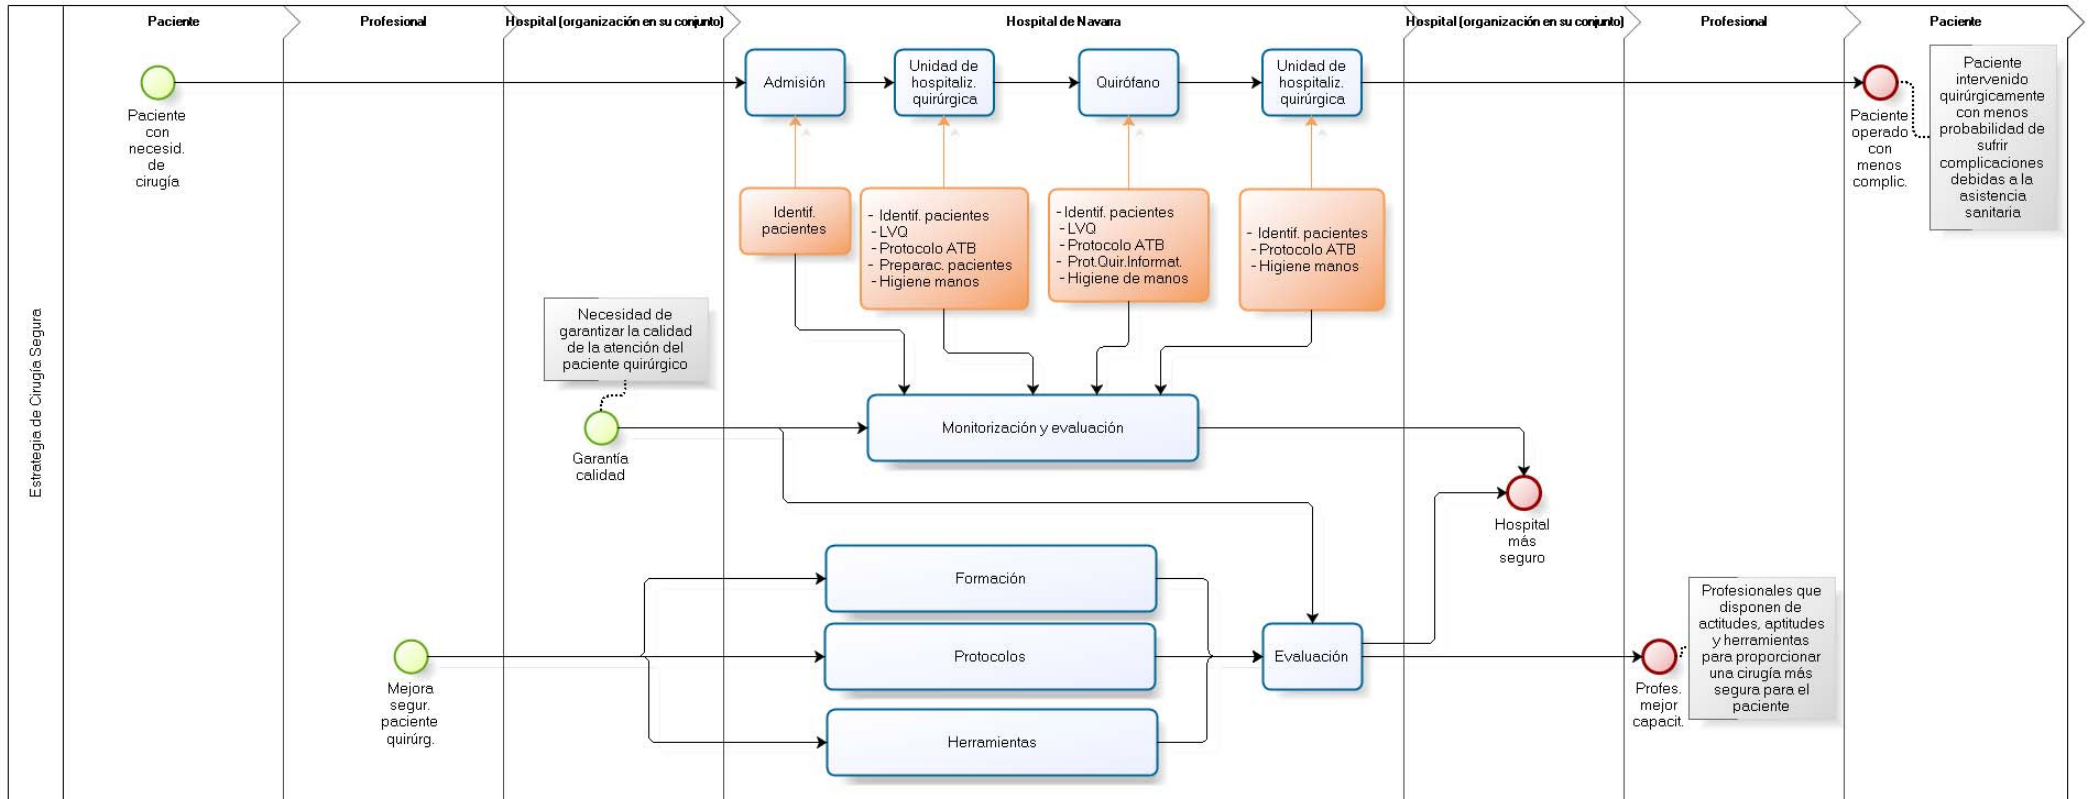 Paciente
Profesional
Hospital (organización en su conjunto)
Hospital de Navarra
Hospital (organización en su conjunto)
Profesional
Paciente
Estrategia de Cirugía Segura
Paciente
con
necesid.
de
cirugía
Admisión
Unidad de
hospitaliz.
quirúrgica
Quirófano
Unidad de
hospitaliz.
quirúrgica
Paciente
operado
con
menos
complic.
Paciente
intervenido
quirúrgicamente
con menos
probabilidad de
sufrir
complicaciones
debidas a la
asistencia
sanitaria
Identif.
pacientes
- Identif. pacientes
- LVQ
- Protocolo ATB
- Preparac. pacientes
- Higiene manos
- Identif. pacientes
- LVQ
- Protocolo ATB
- Prot.Quir.Informat.
- Higiene de manos
- Identif. pacientes
- Protocolo ATB
- Higiene manos
Necesidad de
garantizar la calidad
de la atención del
paciente quirúrgico
Garantía
calidad
Monitorización y evaluación
Hospital
más
seguro
Formación
Protocolos
Herramientas
Evaluación
Mejora
segur.
paciente
quirúrg.
Profes.
mejor
capacit.
Profesionales que
disponen de
actitudes, aptitudes
y herramientas
para proporcionar
una cirugía más
segura para el
paciente